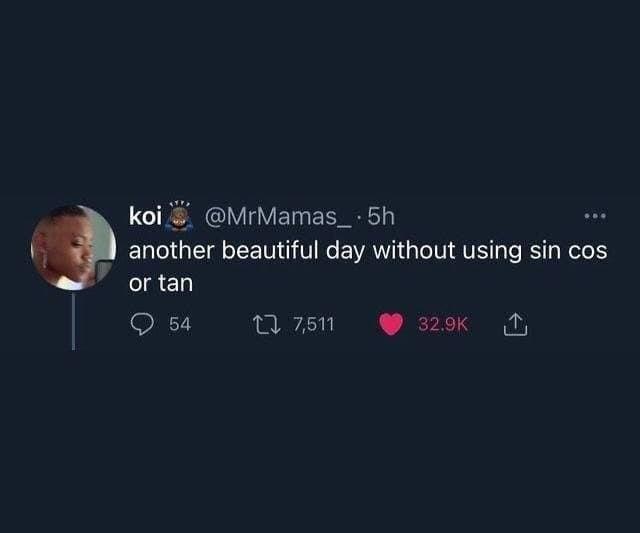 koi 🙇🏿‍♂️ @MrMamas_ · 5h
another beautiful day without using sin cos
or tan
54 7,511 32.9K